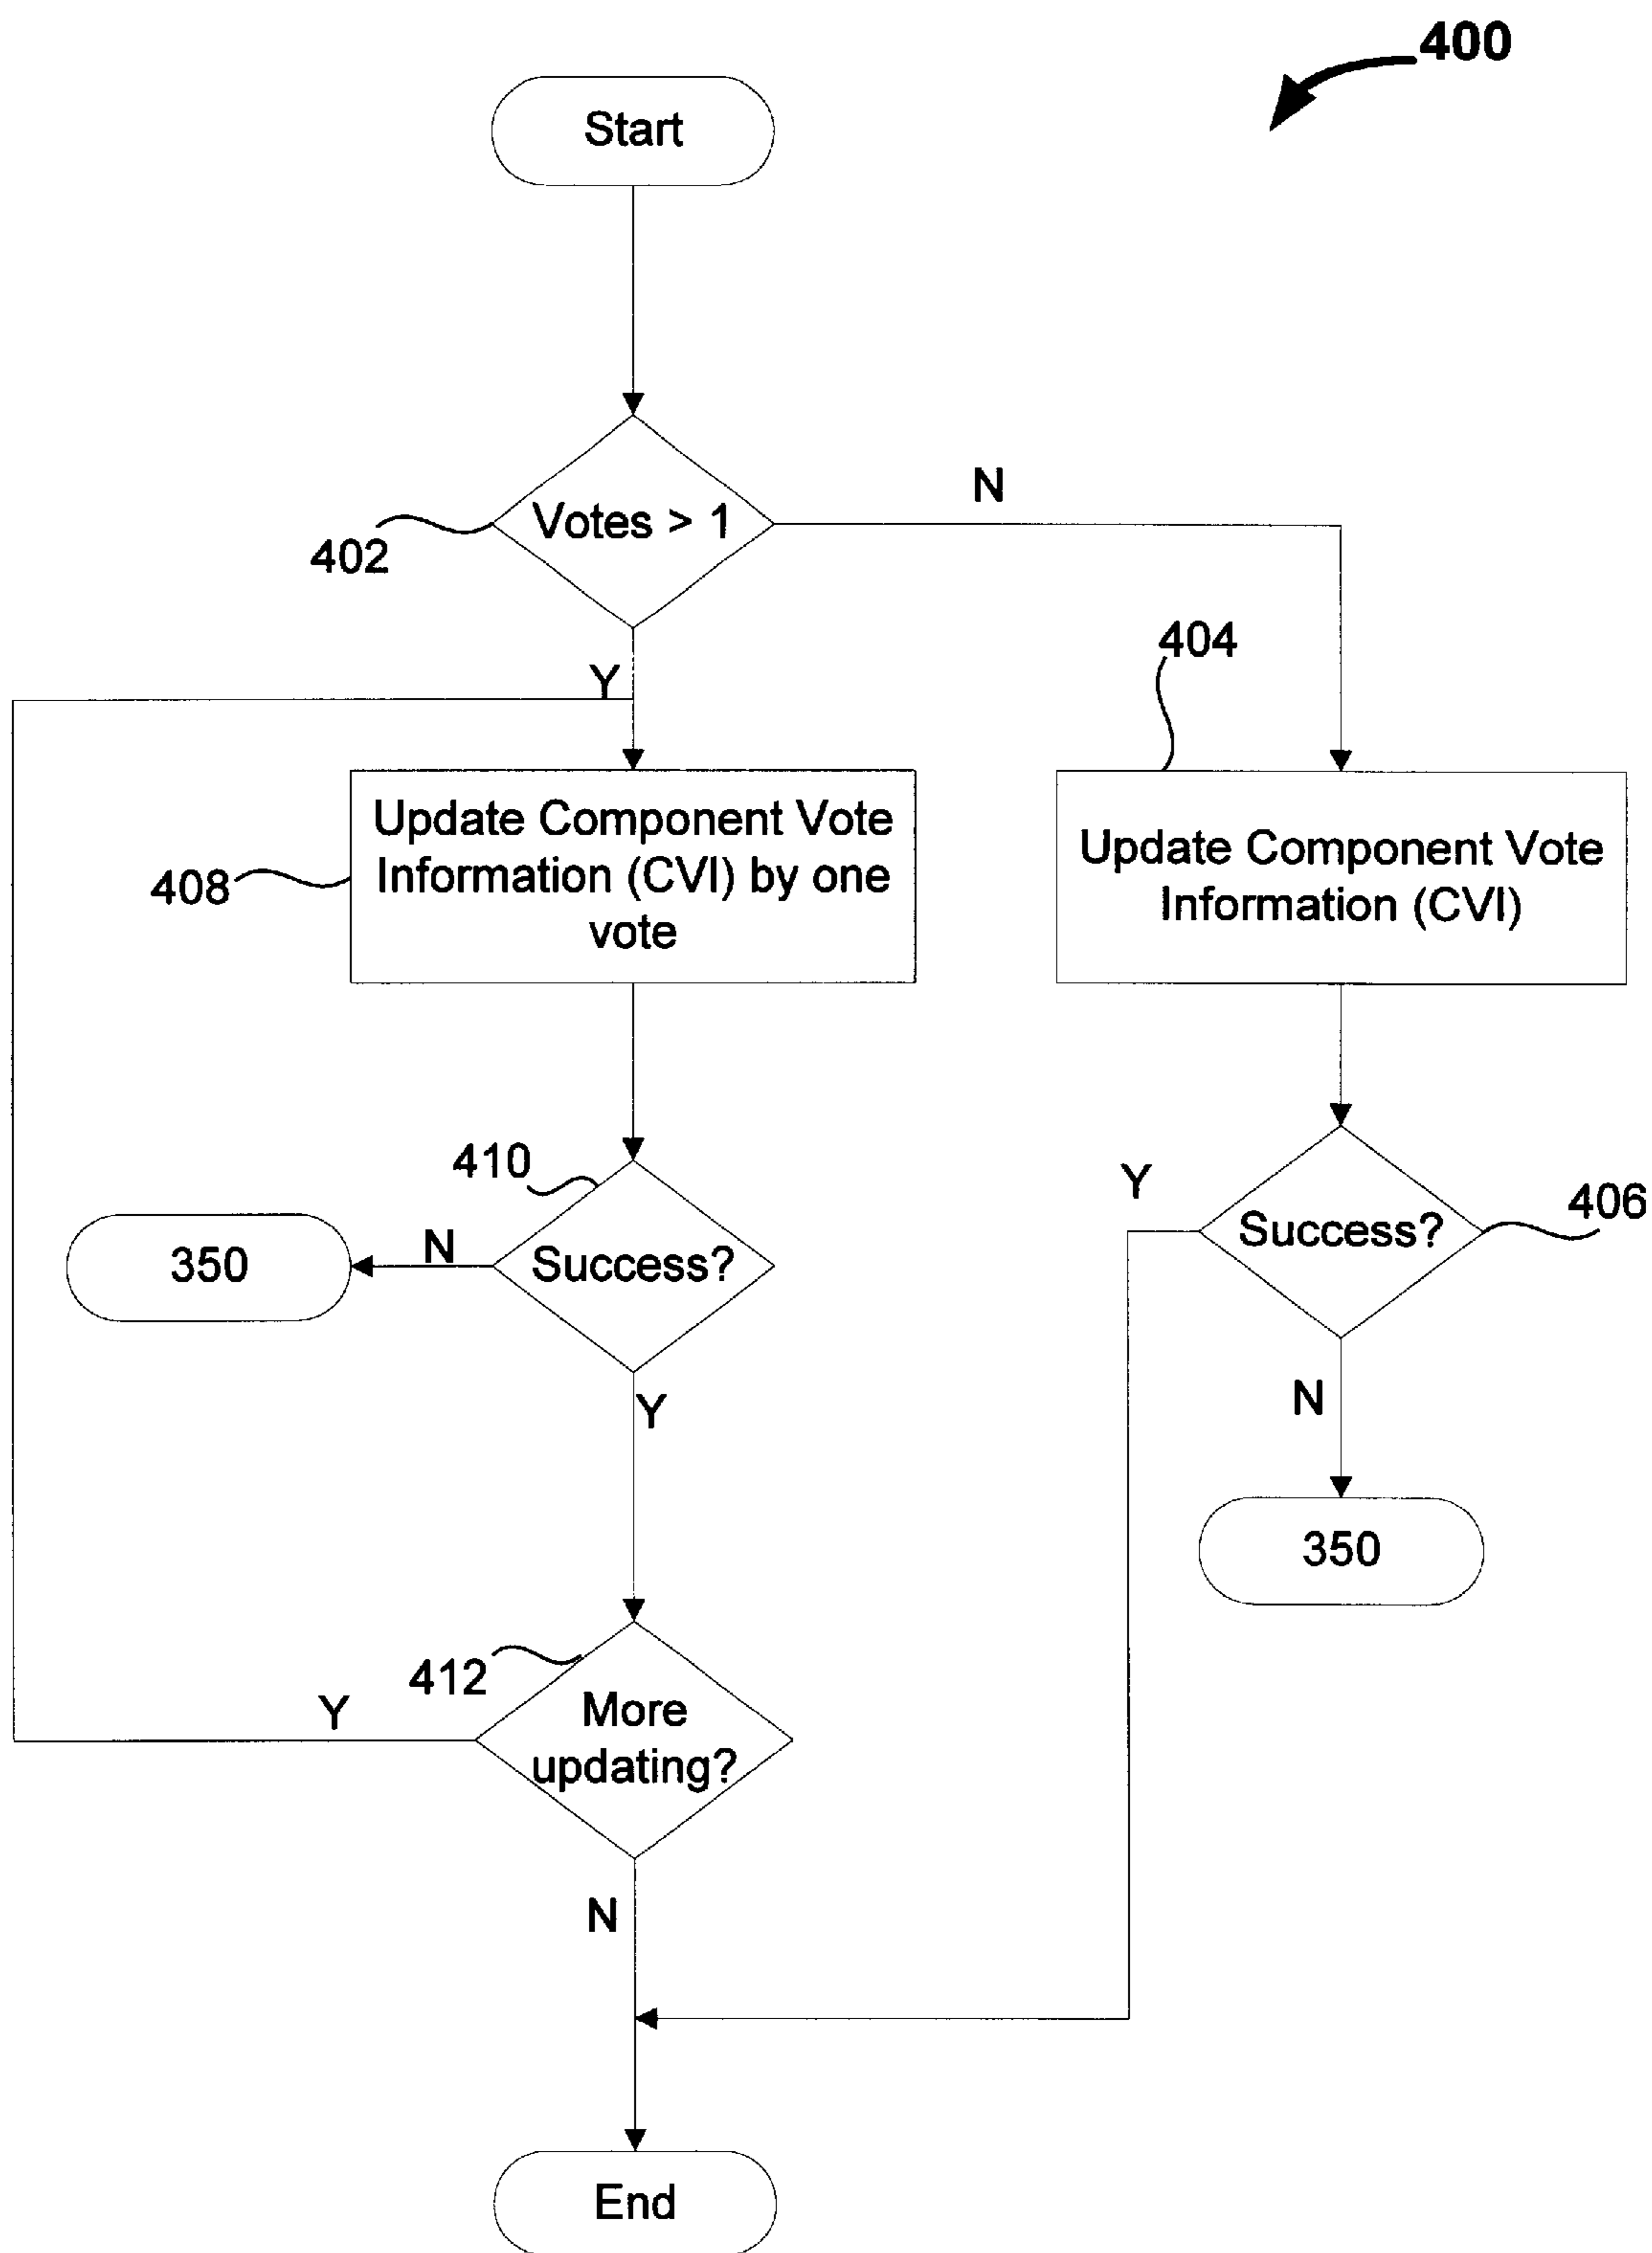 400
Start
Votes > 1
N
402
404
Y
Update Component Vote
Information (CVI) by one
vote
408
Update Component Vote
Information (CVI)
410
Y
406
Success?
N
350
Success?
Y
N
350
412
Y
More
updating?
N
End